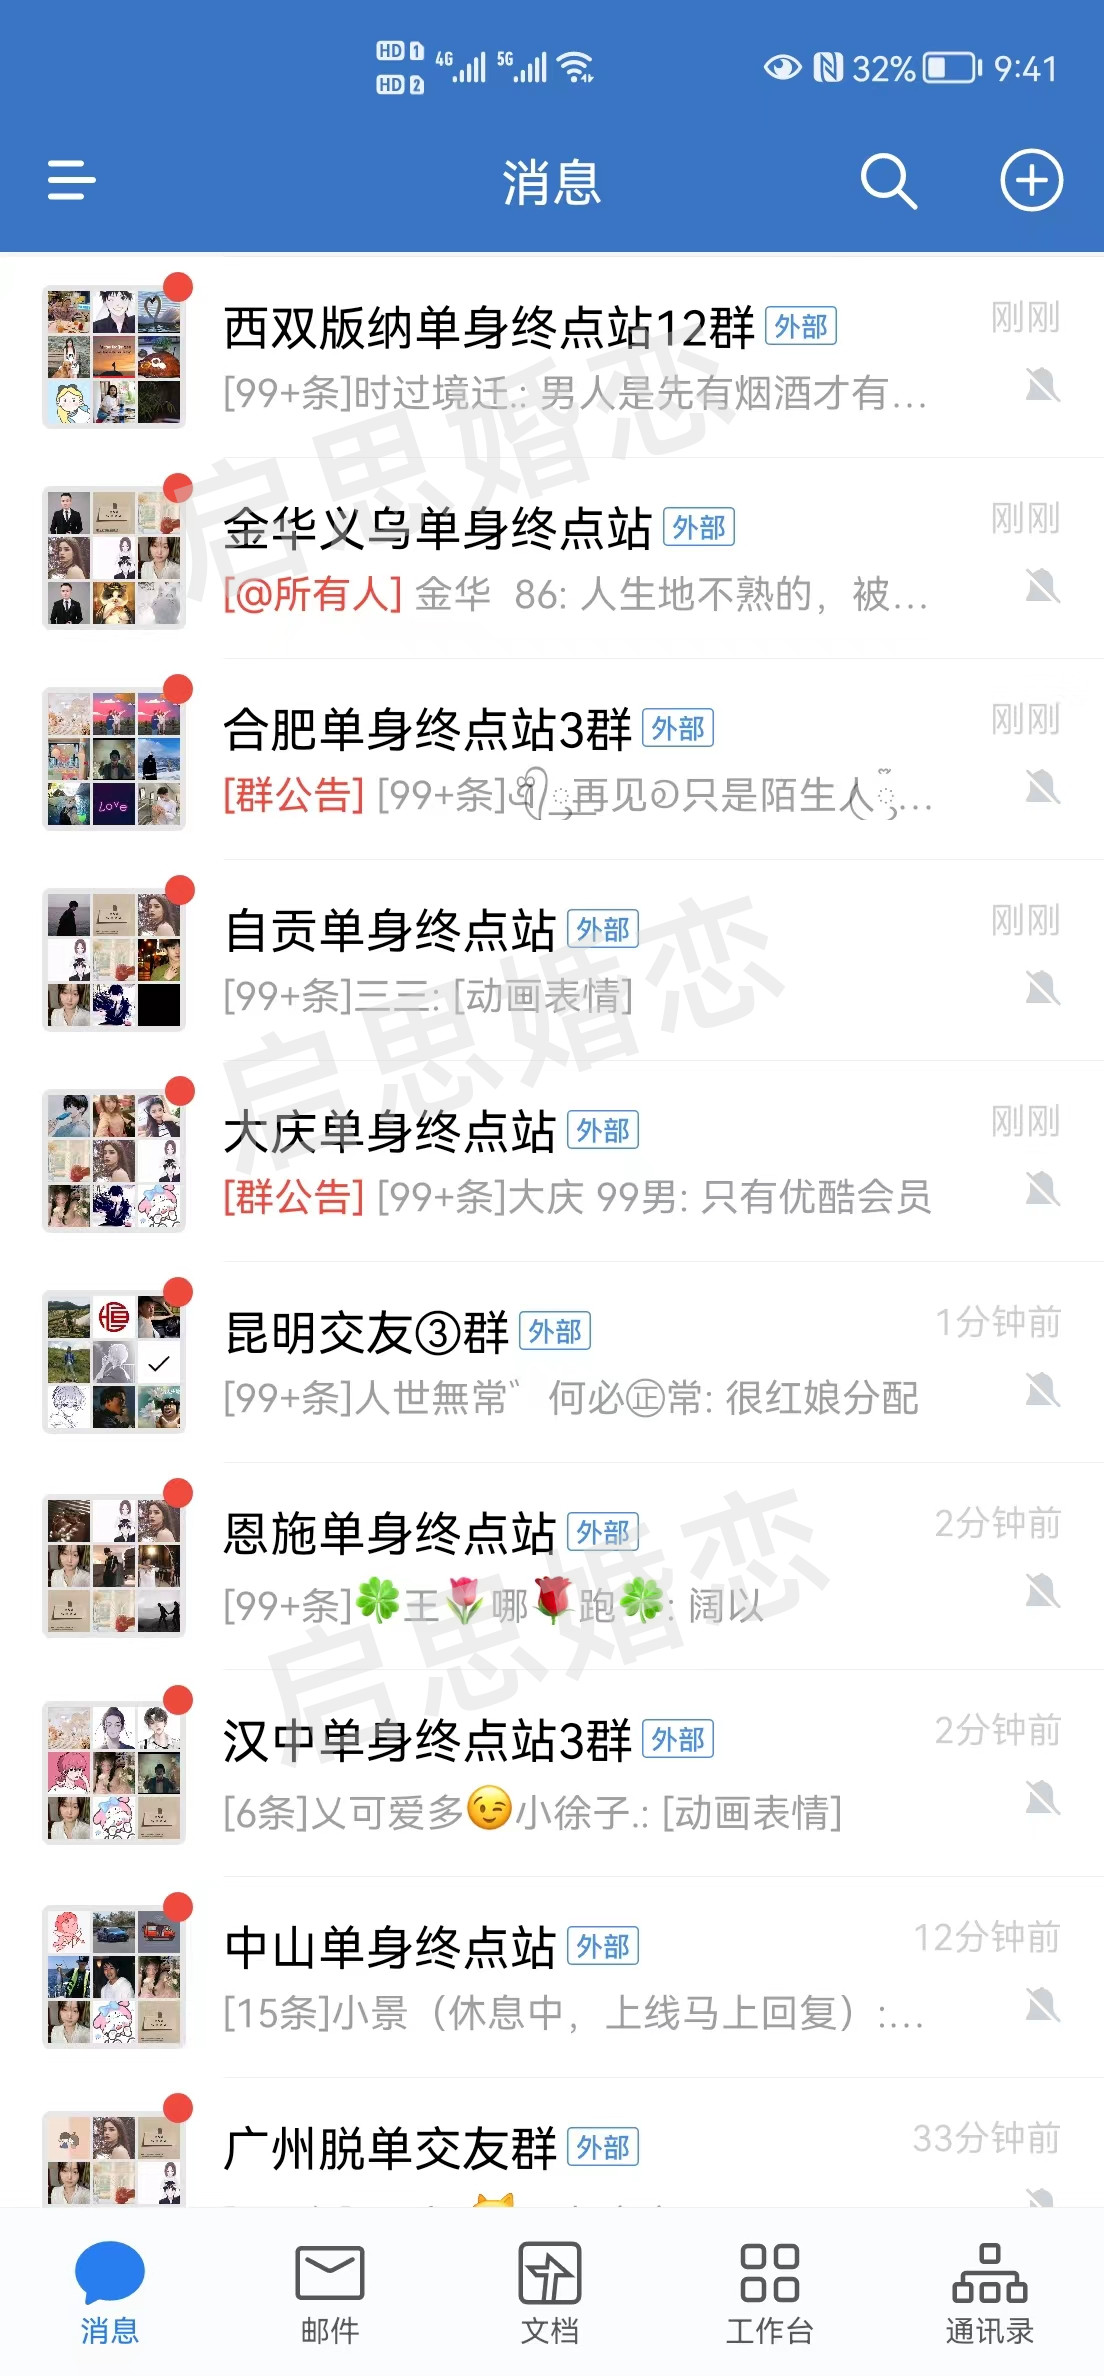 HD 1 4G 5G 32% 9:41
HD 2
消息
西双版纳单身终点站12群 外部 刚刚
[99+条]时过境迁.: 男人是先有烟酒才有...
金华义乌单身终点站 外部 刚刚
[@所有人] 金华 86: 人生地不熟的，被...
合肥单身终点站3群 外部 刚刚
[群公告] [99+条]再见ʚ只是陌生人...
自贡单身终点站 外部 刚刚
[99+条]三三: [动画表情]
大庆单身终点站 外部 刚刚
[群公告] [99+条]大庆 99男: 只有优酷会员
昆明交友③群 外部 1分钟前
[99+条]人世無常 何必㊣常: 很红娘分配
恩施单身终点站 外部 2分钟前
[99+条]🍀王🌷哪🌹跑🍀: 阔以
汉中单身终点站3群 外部 2分钟前
[6条]乂可爱多😉小徐子.: [动画表情]
中山单身终点站 外部 12分钟前
[15条]小景（休息中，上线马上回复）:...
广州脱单交友群 外部 33分钟前
消息 邮件 文档 工作台 通讯录
启思婚恋
启思婚恋
启思婚恋